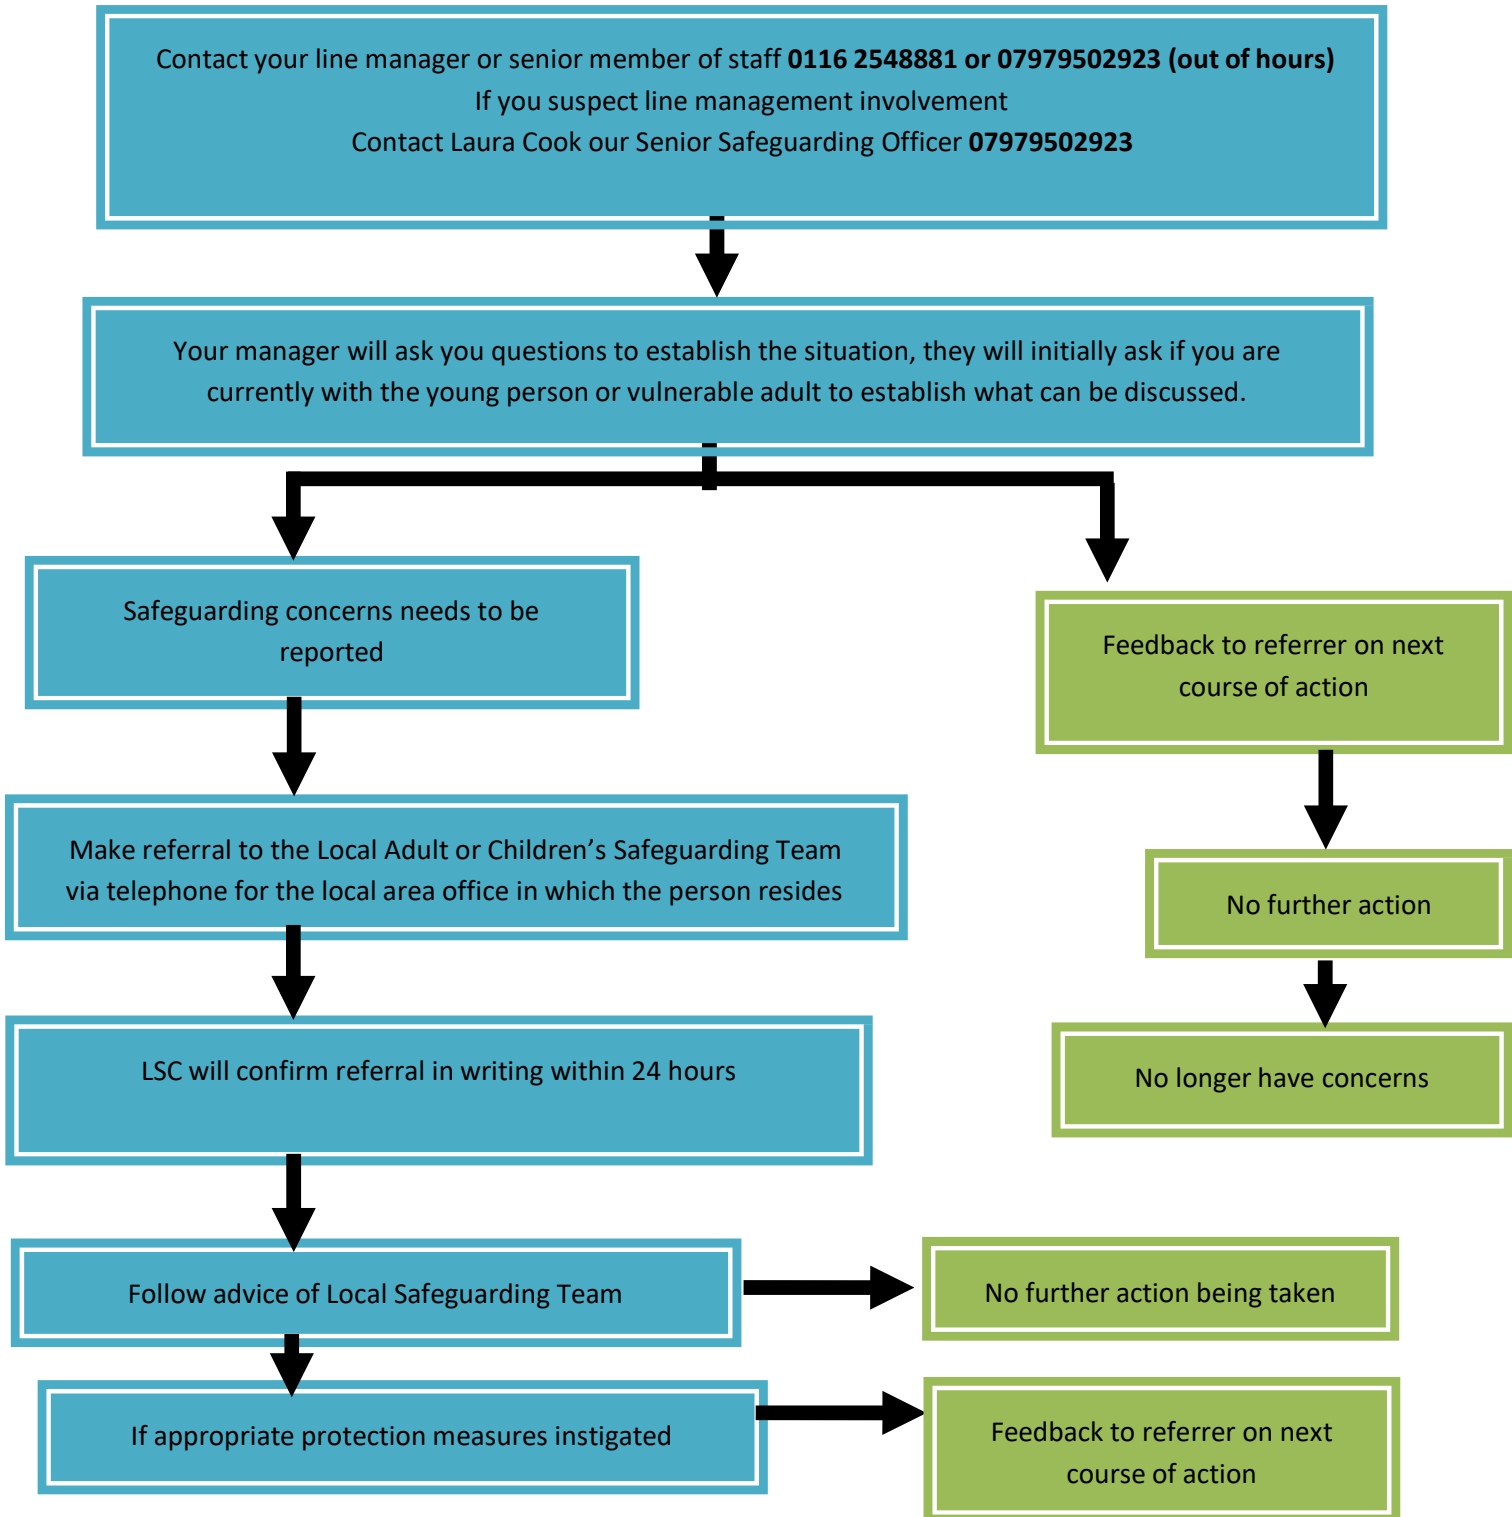 Contact your line manager or senior member of staff 0116 2548881 or 07979502923 (out of hours)
If you suspect line management involvement
Contact Laura Cook our Senior Safeguarding Officer 07979502923
Your manager will ask you questions to establish the situation, they will initially ask if you are
currently with the young person or vulnerable adult to establish what can be discussed.
Safeguarding concerns needs to be
reported
Feedback to referrer on next
course of action
Make referral to the Local Adult or Children’s Safeguarding Team
via telephone for the local area office in which the person resides
No further action
LSC will confirm referral in writing within 24 hours
No longer have concerns
Follow advice of Local Safeguarding Team
No further action being taken
If appropriate protection measures instigated
Feedback to referrer on next
course of action